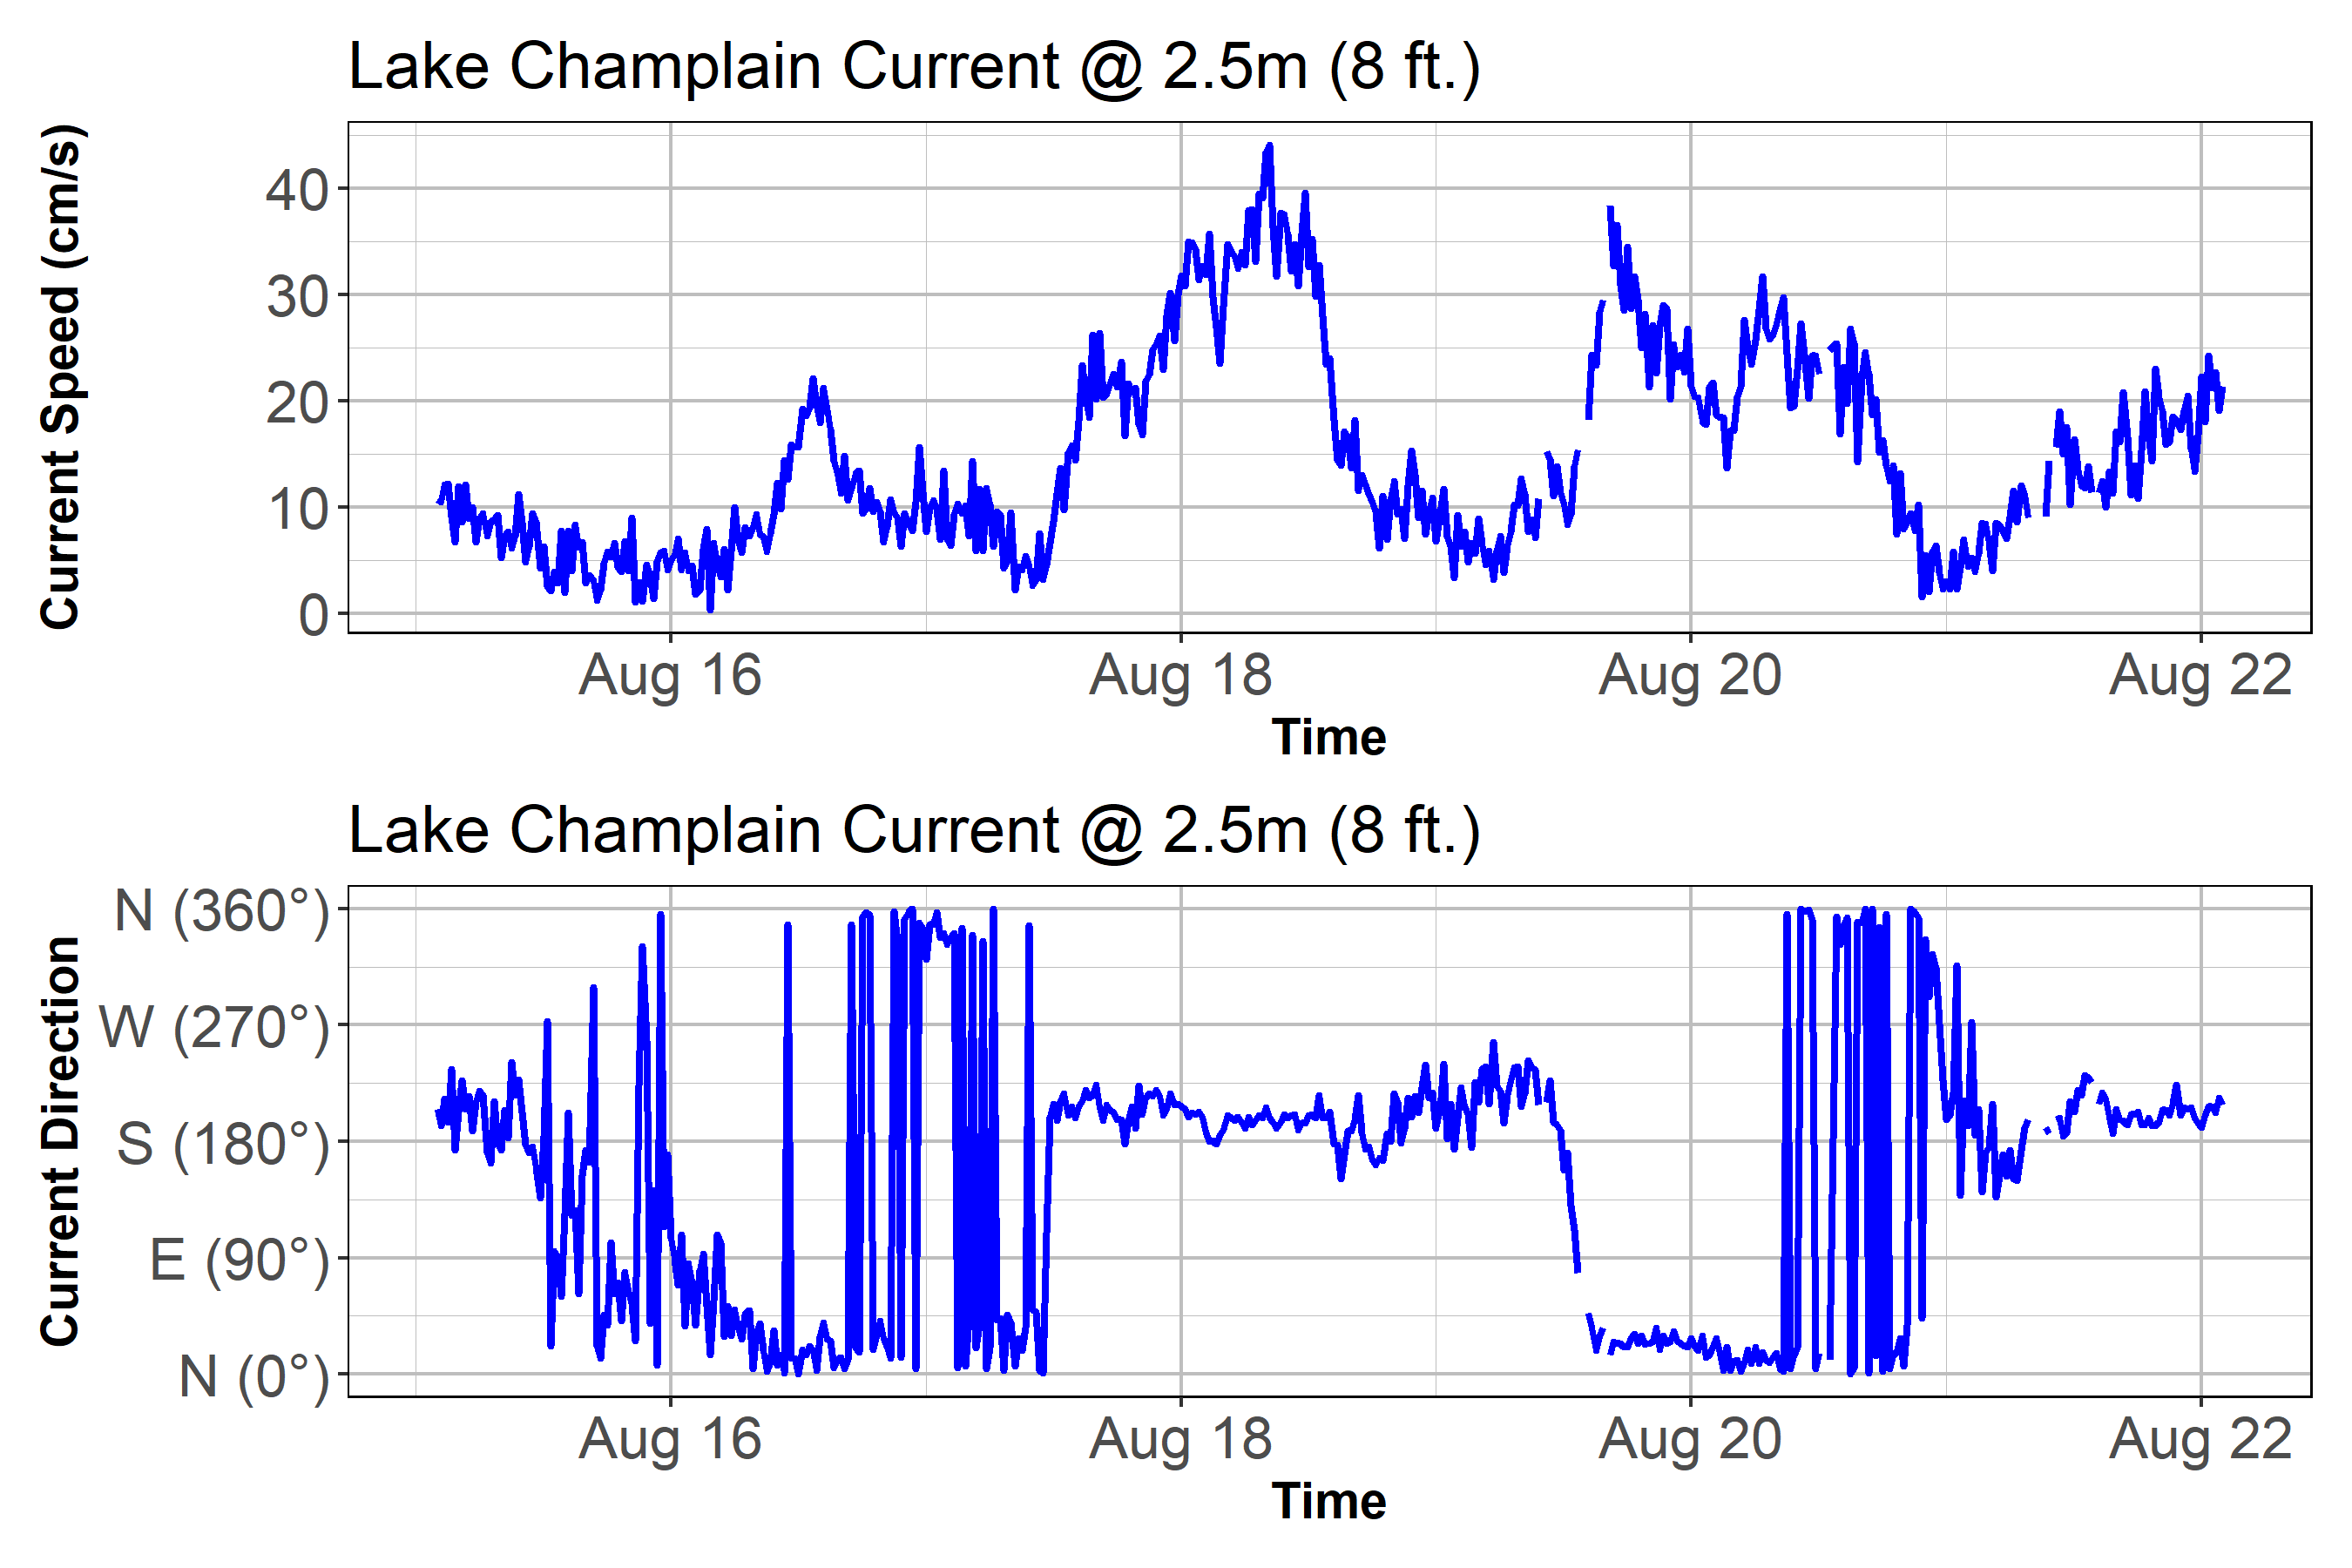 Lake Champlain Current @ 2.5m (8 ft.)
Current Speed (cm/s)
40
30
20
10
0
Aug 16 Aug 18 Aug 20 Aug 22
Time
Lake Champlain Current @ 2.5m (8 ft.)
Current Direction
N (360°)
W (270°)
S (180°)
E (90°)
N (0°)
Aug 16 Aug 18 Aug 20 Aug 22
Time